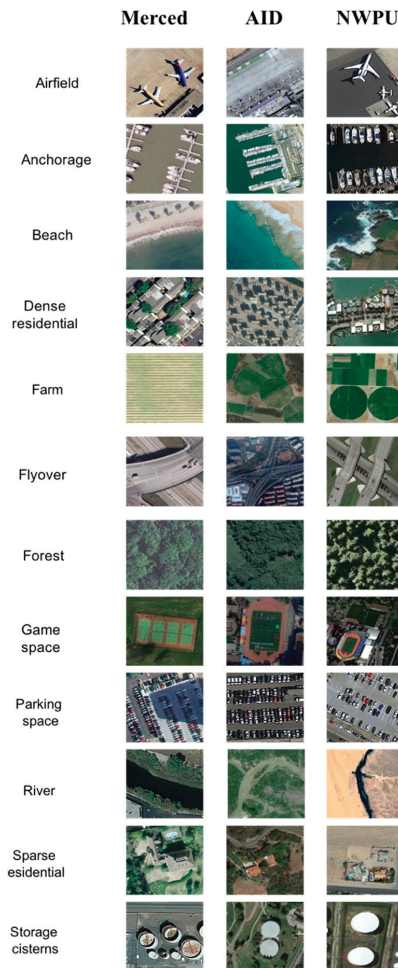 Merced AID NWPU
Airfield
Anchorage
Beach
Dense
residential
Farm
Flyover
Forest
Game
space
Parking
space
River
Sparse
esidential
Storage
cisterns